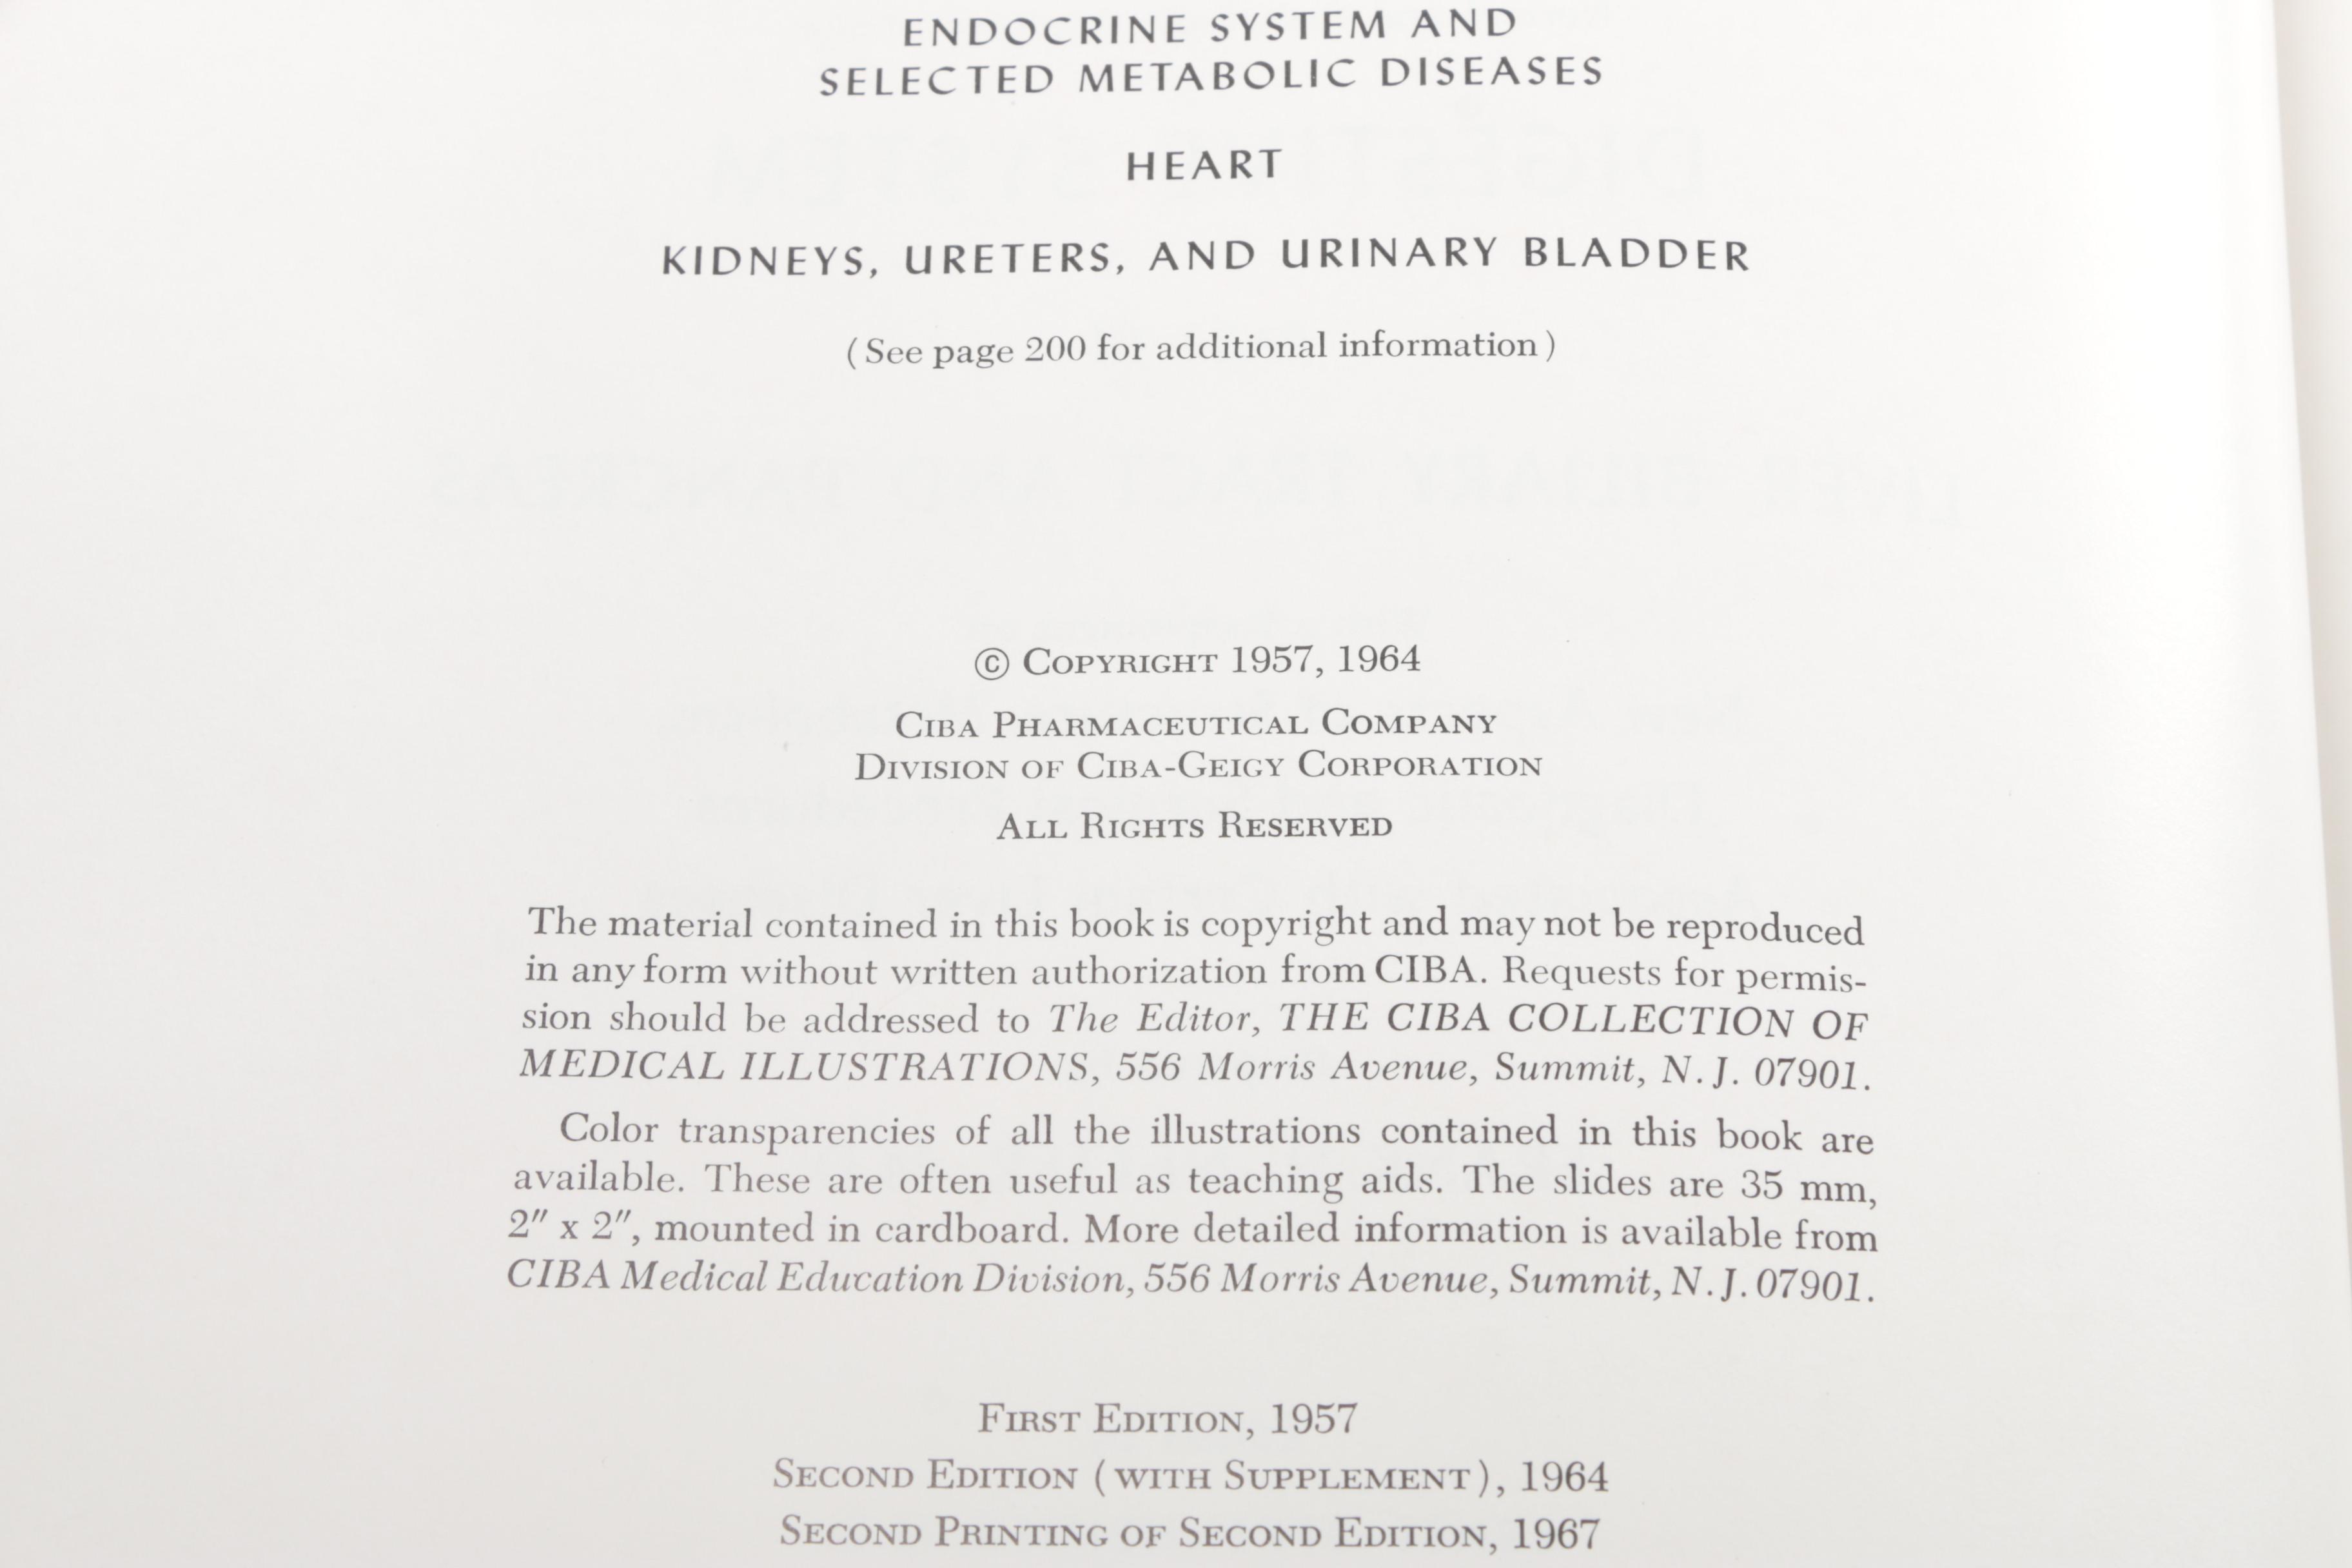 ENDOCRINE SYSTEM AND
SELECTED METABOLIC DISEASES
HEART
KIDNEYS, URETERS, AND URINARY BLADDER
(See page 200 for additional information)
© COPYRIGHT 1957, 1964
CIBA PHARMACEUTICAL COMPANY
DIVISION OF CIBA-GEIGY CORPORATION
ALL RIGHTS RESERVED
The material contained in this book is copyright and may not be reproduced
in any form without written authorization from CIBA. Requests for permis-
sion should be addressed to The Editor, THE CIBA COLLECTION OF
MEDICAL ILLUSTRATIONS, 556 Morris Avenue, Summit, N. J. 07901.
Color transparencies of all the illustrations contained in this book are
available. These are often useful as teaching aids. The slides are 35 mm,
2″ x 2″, mounted in cardboard. More detailed information is available from
CIBA Medical Education Division, 556 Morris Avenue, Summit, N. J. 07901.
FIRST EDITION, 1957
SECOND EDITION (WITH SUPPLEMENT), 1964
SECOND PRINTING OF SECOND EDITION, 1967